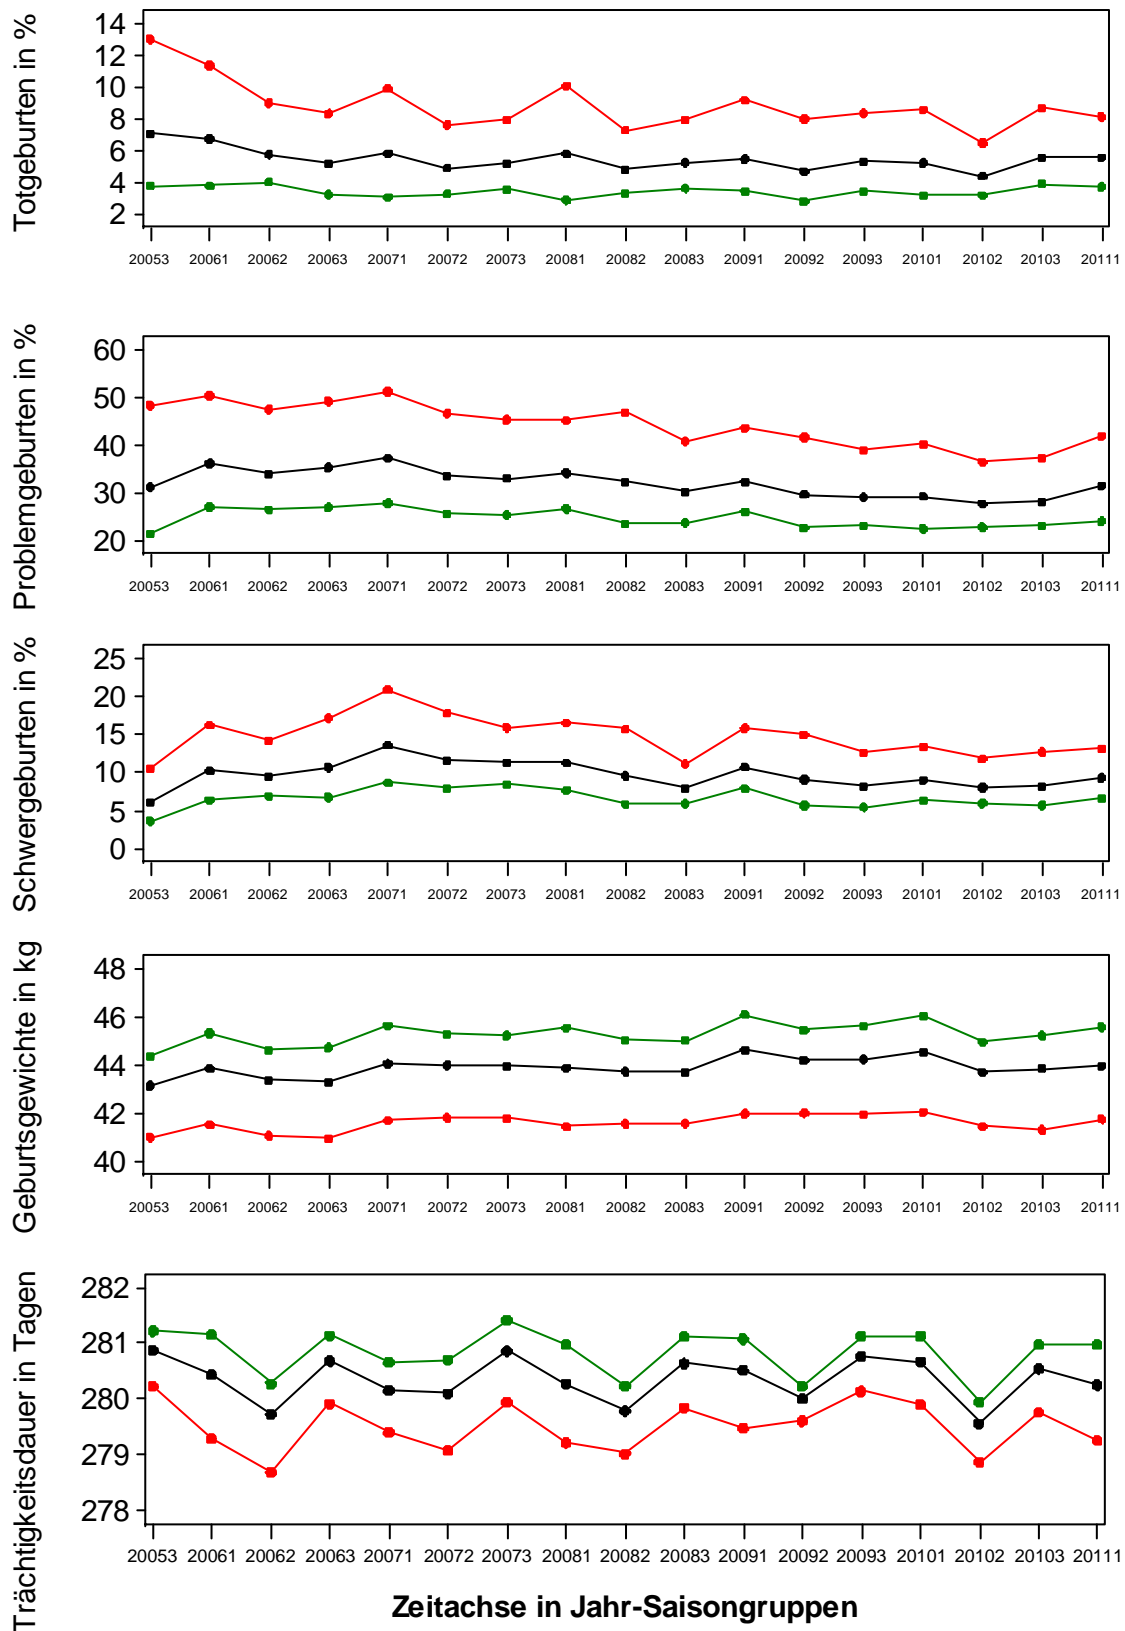 Totgeburten in %
14
12
10
8
6
4
2
20053 20061 20062 20063 20071 20072 20073 20081 20082 20083 20091 20092 20093 20101 20102 20103 20111
Problemgeburten in %
60
50
40
30
20
20053 20061 20062 20063 20071 20072 20073 20081 20082 20083 20091 20092 20093 20101 20102 20103 20111
Schwergeburten in %
25
20
15
10
5
0
20053 20061 20062 20063 20071 20072 20073 20081 20082 20083 20091 20092 20093 20101 20102 20103 20111
Geburtsgewichte in kg
48
46
44
42
40
20053 20061 20062 20063 20071 20072 20073 20081 20082 20083 20091 20092 20093 20101 20102 20103 20111
Trächtigkeitsdauer in Tagen
282
281
280
279
278
20053 20061 20062 20063 20071 20072 20073 20081 20082 20083 20091 20092 20093 20101 20102 20103 20111
Zeitachse in Jahr-Saisongruppen